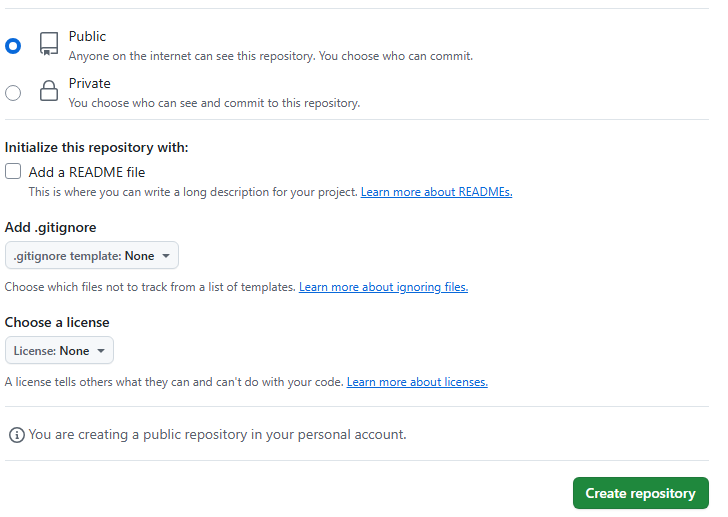 Public
Anyone on the internet can see this repository. You choose who can commit.
Private
You choose who can see and commit to this repository.
Initialize this repository with:
Add a README file
This is where you can write a long description for your project. Learn more about READMEs.
Add .gitignore
.gitignore template: None
Choose which files not to track from a list of templates. Learn more about ignoring files.
Choose a license
License: None
A license tells others what they can and can't do with your code. Learn more about licenses.
You are creating a public repository in your personal account.
Create repository